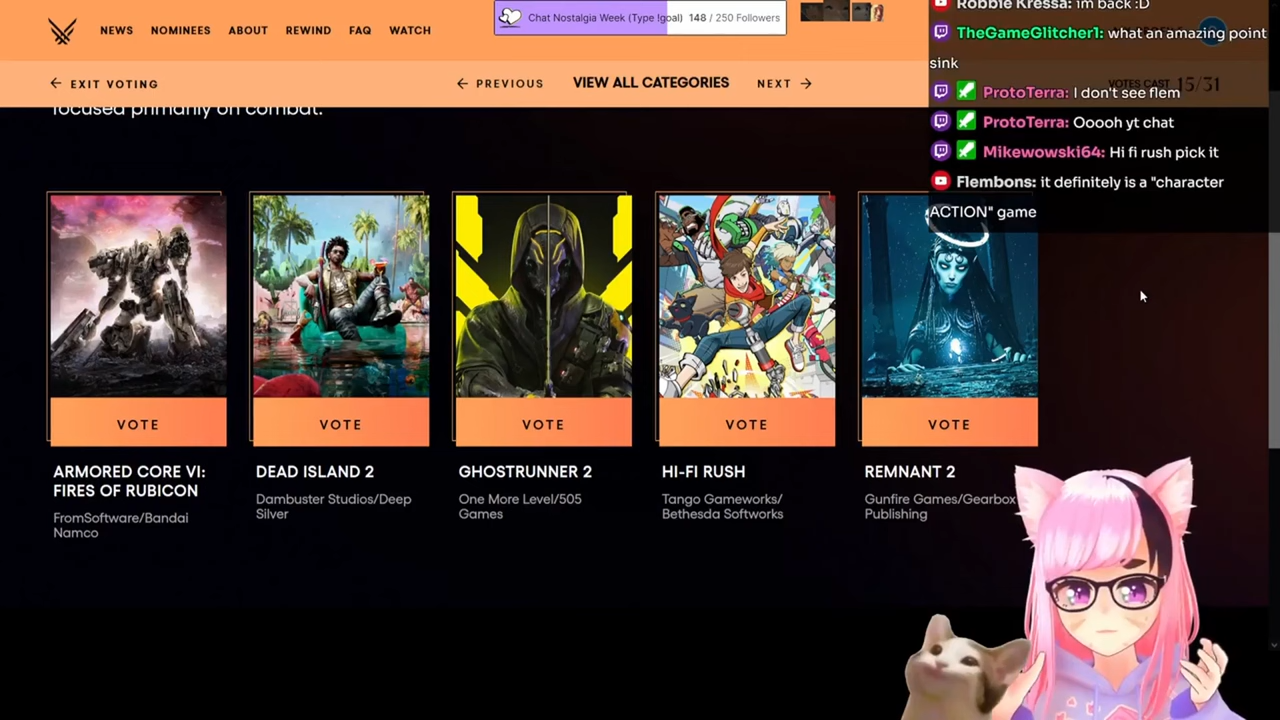 Chat Nostalgia Week (Type !goal) 148 / 250 Followers
NEWS NOMINEES ABOUT REWIND FAQ WATCH
EXIT VOTING
PREVIOUS VIEW ALL CATEGORIES NEXT
VOTES CAST 15/31
focused primarily on combat.
Robbie Kressa: im back :D
TheGameGlitcher1: what an amazing point
sink
ProtoTerra: I don't see flem
ProtoTerra: Ooooh yt chat
Mikewowski64: Hi fi rush pick it
Flembons: it definitely is a "character
ACTION" game
VOTE
ARMORED CORE VI:
FIRES OF RUBICON
FromSoftware/Bandai
Namco
VOTE
DEAD ISLAND 2
Dambuster Studios/Deep
Silver
VOTE
GHOSTRUNNER 2
One More Level/505
Games
VOTE
HI-FI RUSH
Tango Gameworks/
Bethesda Softworks
VOTE
REMNANT 2
Gunfire Games/Gearbox
Publishing